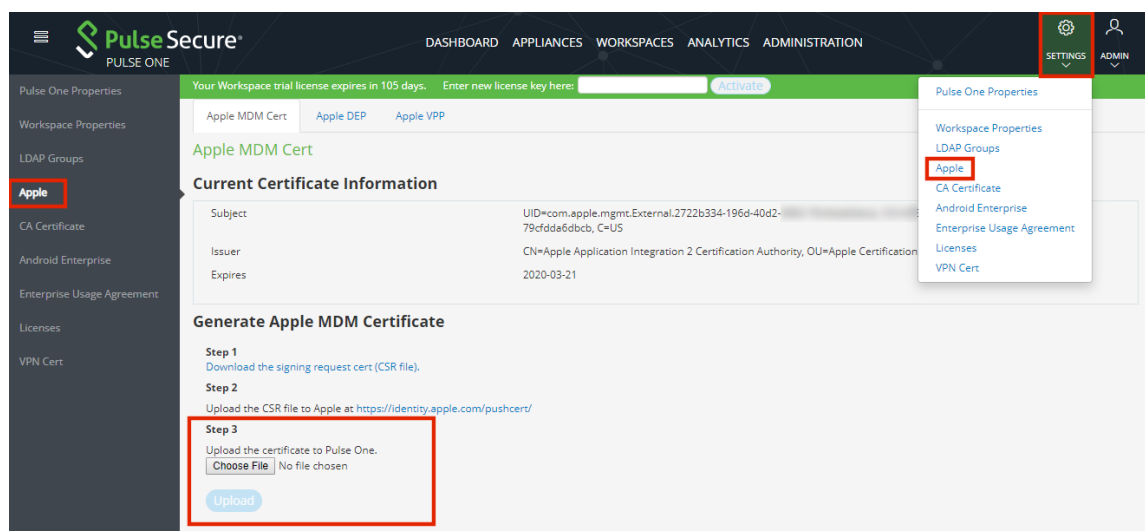 Pulse Secure®
PULSE ONE
DASHBOARD APPLIANCES WORKSPACES ANALYTICS ADMINISTRATION
SETTINGS
ADMIN
Pulse One Properties
Workspace Properties
LDAP Groups
Apple
CA Certificate
Android Enterprise
Enterprise Usage Agreement
Licenses
VPN Cert
Your Workspace trial license expires in 105 days. Enter new license key here: Activate
Pulse One Properties
Workspace Properties
LDAP Groups
Apple
CA Certificate
Android Enterprise
Enterprise Usage Agreement
Licenses
VPN Cert
Apple MDM Cert Apple DEP Apple VPP
Apple MDM Cert
Current Certificate Information
Subject UID=com.apple.mgmt.External.2722b334-196d-40d2-
79cfdda6dbcb, C=US
Issuer CN=Apple Application Integration 2 Certification Authority, OU=Apple Certification
Expires 2020-03-21
Generate Apple MDM Certificate
Step 1
Download the signing request cert (CSR file).
Step 2
Upload the CSR file to Apple at https://identity.apple.com/pushcert/
Step 3
Upload the certificate to Pulse One.
Choose File No file chosen
Upload